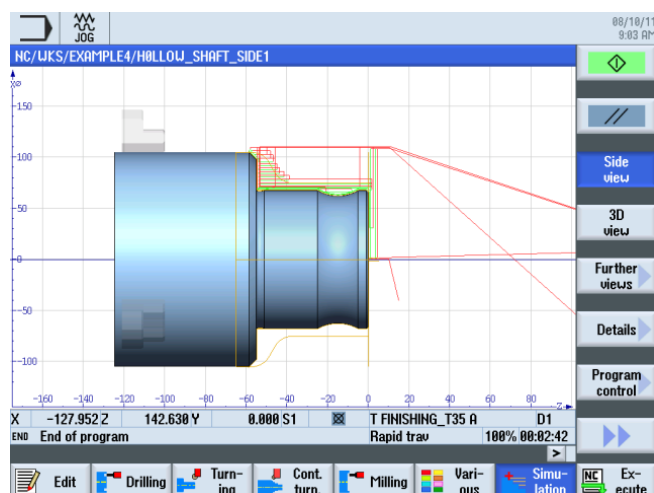 08/10/11
JOG
9:03 AM
NC/WKS/EXAMPLE4/HØLLOW_SHAFT_SIDE1
XØ
150
100
50
0
-50
-100
-160 -140 -120 -100 -80 -60 -40 -20 0 20 40 60 80 Z
Side
view
3D
view
Further
views
Details
Program
control
X -127.952 Z 142.630 Y 0.000 S1 T FINISHING_T35 A D1
END End of program Rapid trav 100% 00:02:42
>
Edit
Drilling
Turn-
ing
Cont.
turn.
Milling
Vari-
ous
Simu-
lation
NC
Ex-
ecute